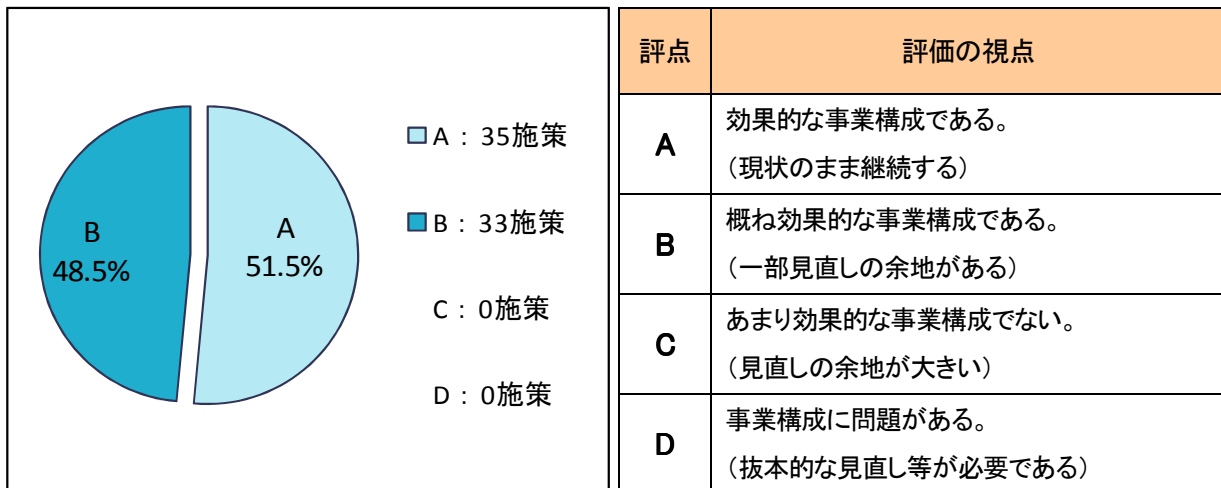 B
48.5%
A
51.5%
A : 35施策
B : 33施策
C : 0施策
D : 0施策
評点 評価の視点
A
効果的な事業構成である。
(現状のまま継続する)
B
概ね効果的な事業構成である。
(一部見直しの余地がある)
C
あまり効果的な事業構成でない。
(見直しの余地が大きい)
D
事業構成に問題がある。
(抜本的な見直し等が必要である)